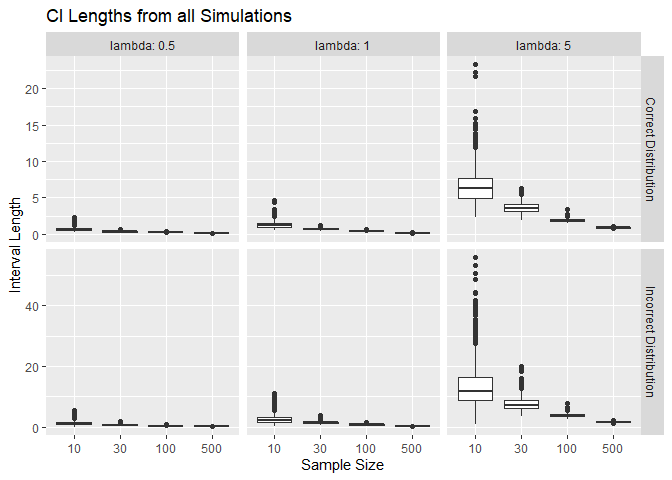 CI Lengths from all Simulations
lambda: 0.5
lambda: 1
lambda: 5
Interval Length
20
15
10
5
0
Correct Distribution
40
20
0
Incorrect Distribution
10 30 100 500
10 30 100 500
10 30 100 500
Sample Size